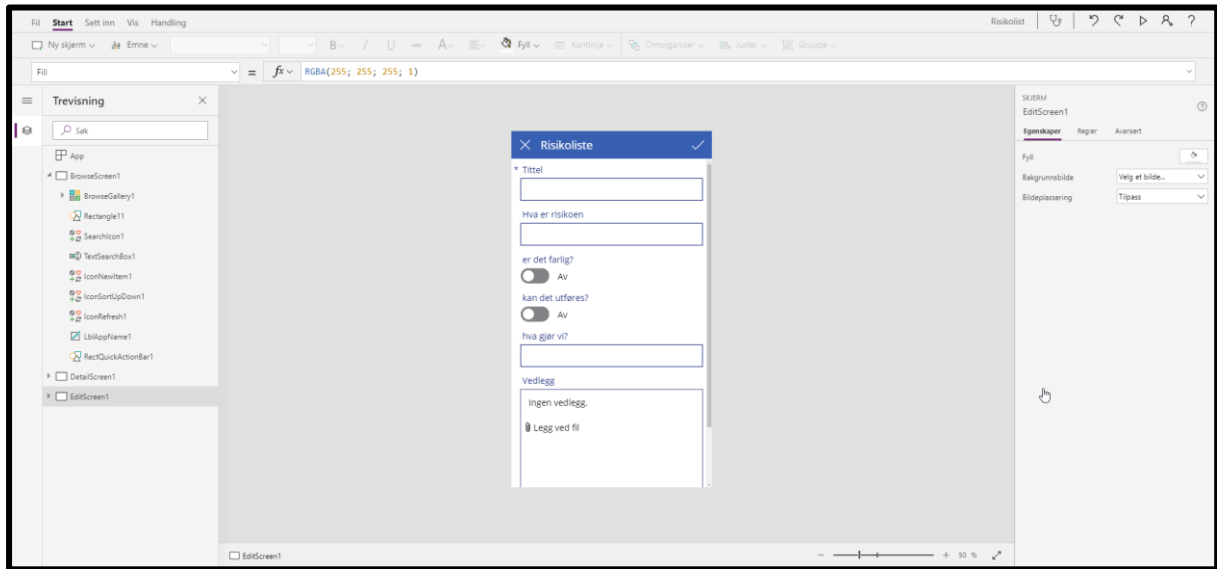 Fil Start Sett inn Vis Handling Risikolist
Ny skjerm Emne B / U abc A Fyll Kantlinje Omorganiser Juster Gruppe
Fill = fx RGBA(255; 255; 255; 1)
Trevisning
Søk
App
BrowseScreen1
BrowseGallery1
Rectangle11
SearchIcon1
TextSearchBox1
IconNewItem1
IconSortUpDown1
IconRefresh1
LblAppName1
RectQuickActionBar1
DetailScreen1
EditScreen1
Risikoliste
* Tittel
Hva er risikoen
er det farlig?
Av
kan det utføres?
Av
hva gjør vi?
Vedlegg
Ingen vedlegg.
Legg ved fil
EditScreen1
50 %
SKJERM
EditScreen1
Egenskaper Regler Avansert
Fyll
Bakgrunnsbilde Velg et bilde...
Bildeplassering Tilpass